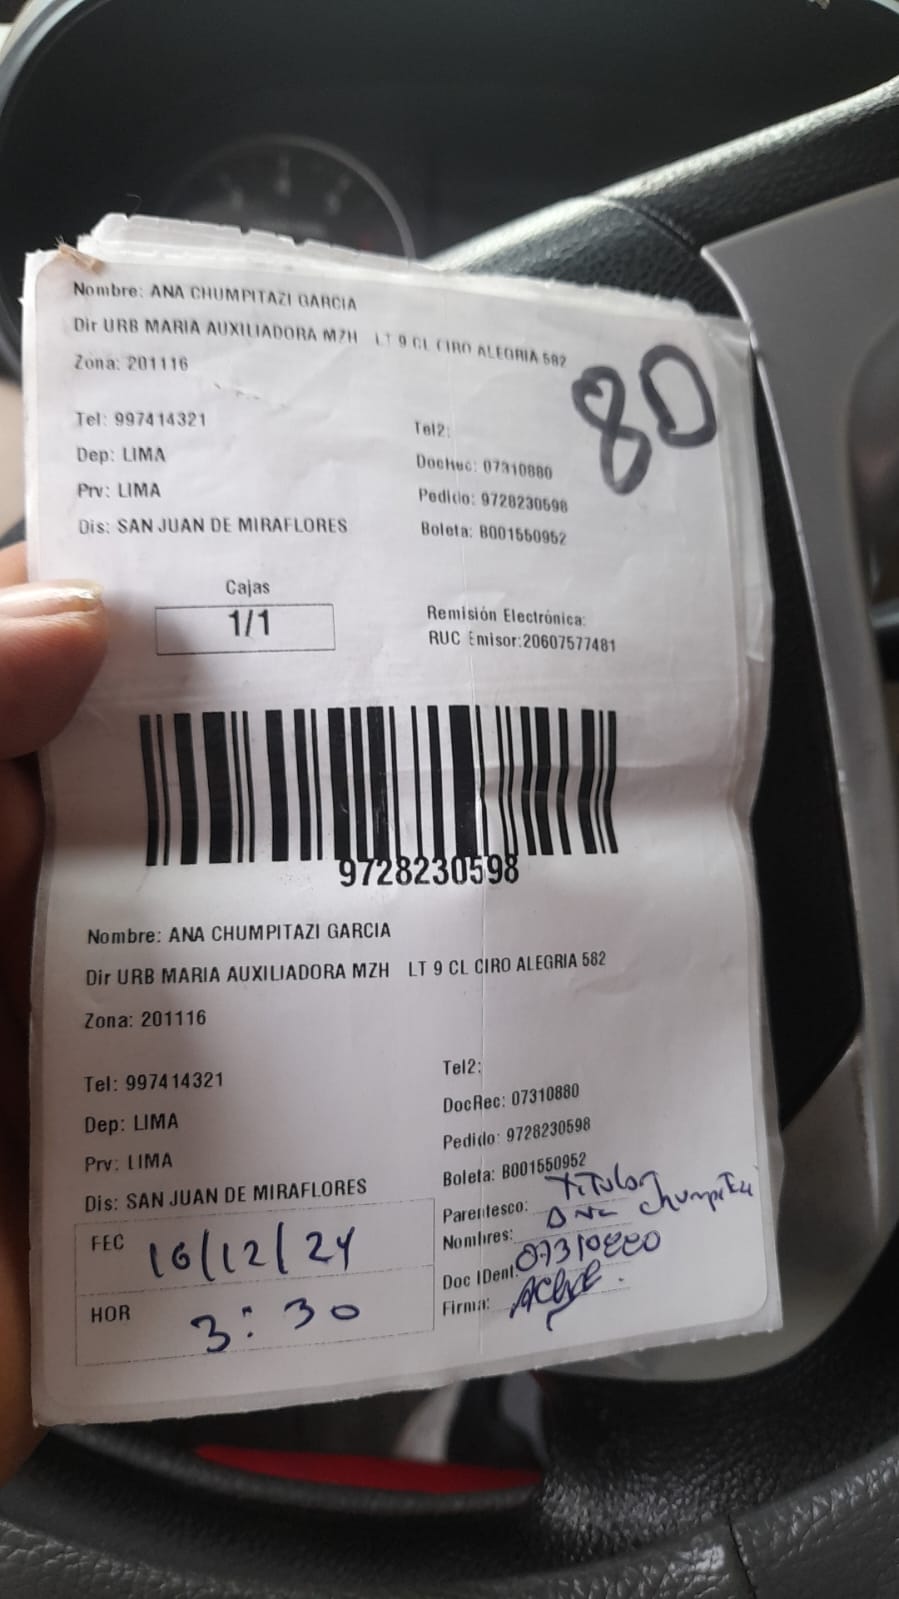 Nombre: ANA CHUMPITAZI GARCIA
Dir URB MARIA AUXILIADORA MZH LT 9 CL CIRO ALEGRIA 582
Zona: 201116
80
Tel: 997414321 Tel2:
Dep: LIMA DocRec: 07310880
Prv: LIMA Pedido: 9728230598
Dis: SAN JUAN DE MIRAFLORES Boleta: B001550952
Cajas
1/1
Remisión Electrónica:
RUC Emisor:20607577481
9728230598
Nombre: ANA CHUMPITAZI GARCIA
Dir URB MARIA AUXILIADORA MZH LT 9 CL CIRO ALEGRIA 582
Zona: 201116
Tel: 997414321 Tel2:
Dep: LIMA DocRec: 07310880
Prv: LIMA Pedido: 9728230598
Dis: SAN JUAN DE MIRAFLORES Boleta: B001550952
FEC 16/12/24
HOR 3:30
Parentesco: Titular
Nombres: Ana Chumpitazi
Doc IDent: 07310880
Firma: